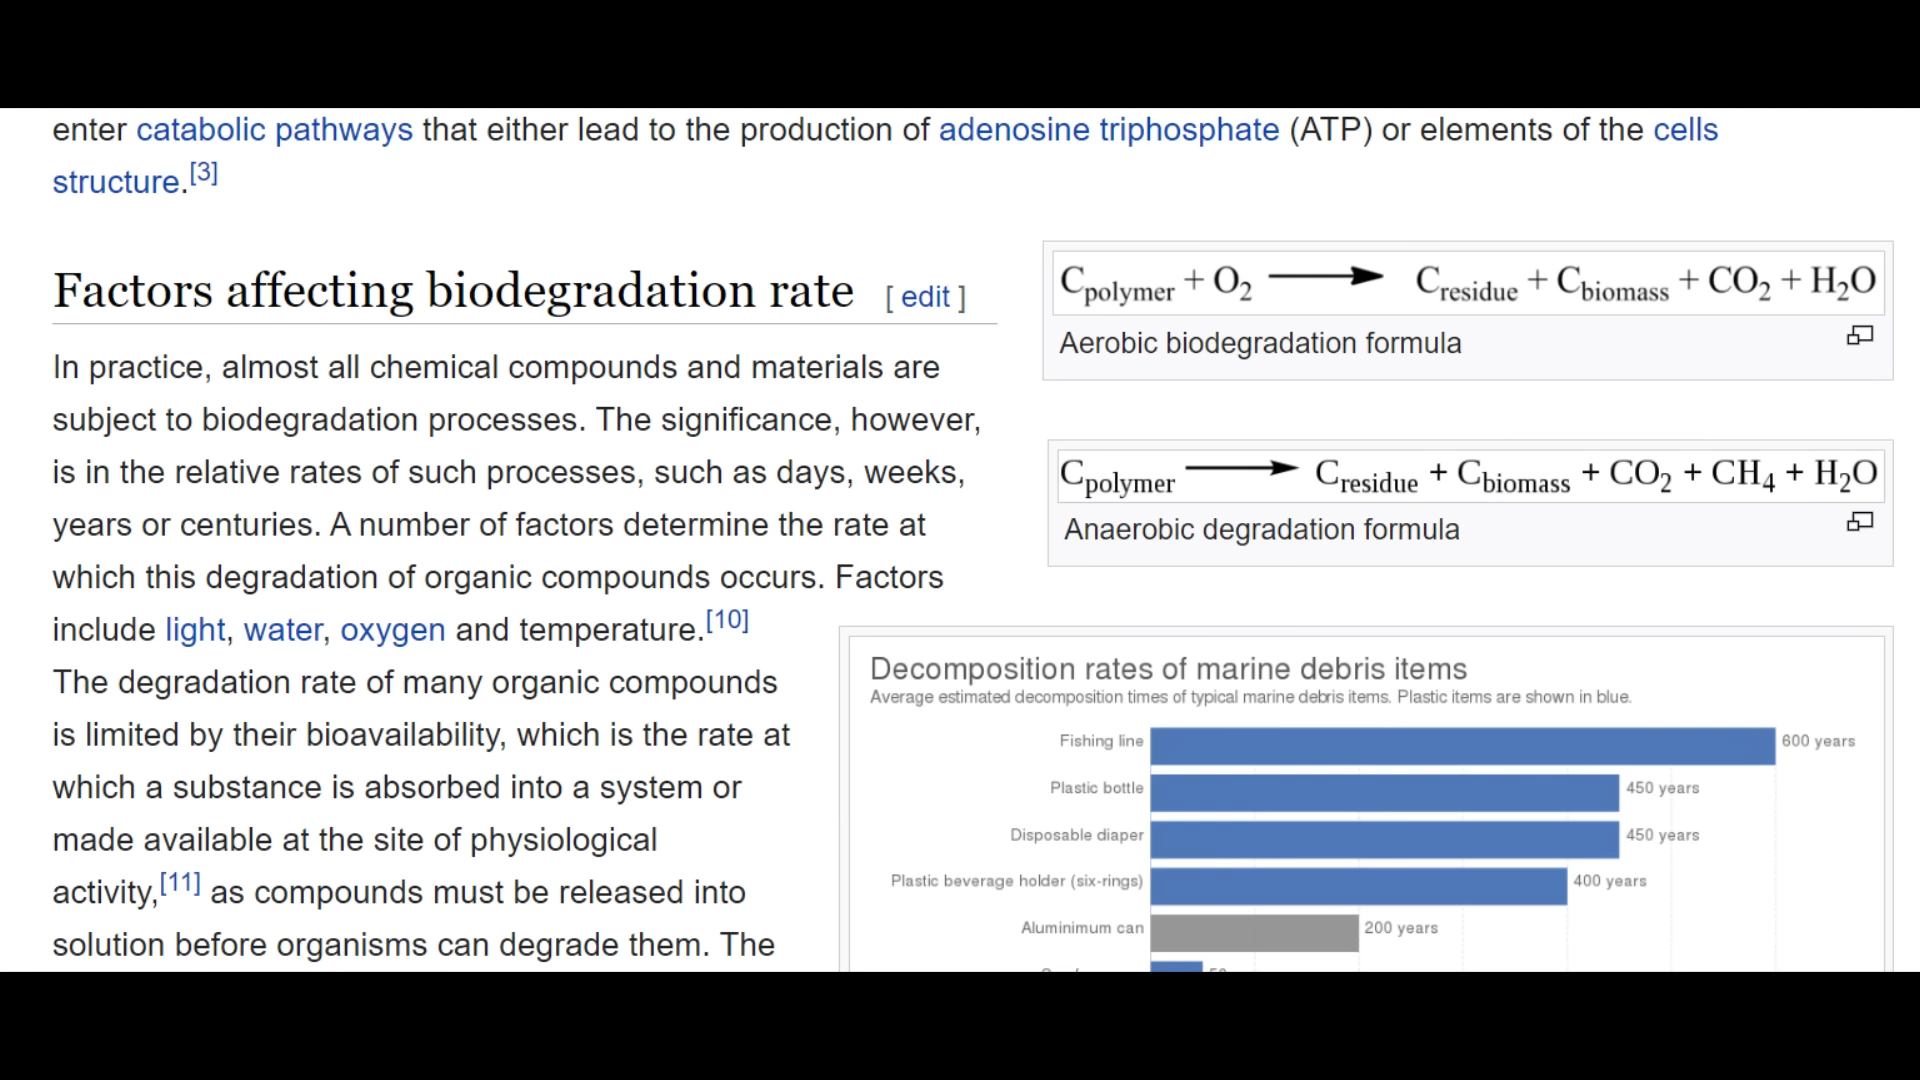 enter catabolic pathways that either lead to the production of adenosine triphosphate (ATP) or elements of the cells
structure.[3]
Factors affecting biodegradation rate [ edit ]
In practice, almost all chemical compounds and materials are
subject to biodegradation processes. The significance, however,
is in the relative rates of such processes, such as days, weeks,
years or centuries. A number of factors determine the rate at
which this degradation of organic compounds occurs. Factors
include light, water, oxygen and temperature.[10]
The degradation rate of many organic compounds
is limited by their bioavailability, which is the rate at
which a substance is absorbed into a system or
made available at the site of physiological
activity,[11] as compounds must be released into
solution before organisms can degrade them. The
C_polymer + O₂ ⟶ C_residue + C_biomass + CO₂ + H₂O
Aerobic biodegradation formula
C_polymer ⟶ C_residue + C_biomass + CO₂ + CH₄ + H₂O
Anaerobic degradation formula
Decomposition rates of marine debris items
Average estimated decomposition times of typical marine debris items. Plastic items are shown in blue.
Fishing line 600 years
Plastic bottle 450 years
Disposable diaper 450 years
Plastic beverage holder (six-rings) 400 years
Aluminimum can 200 years